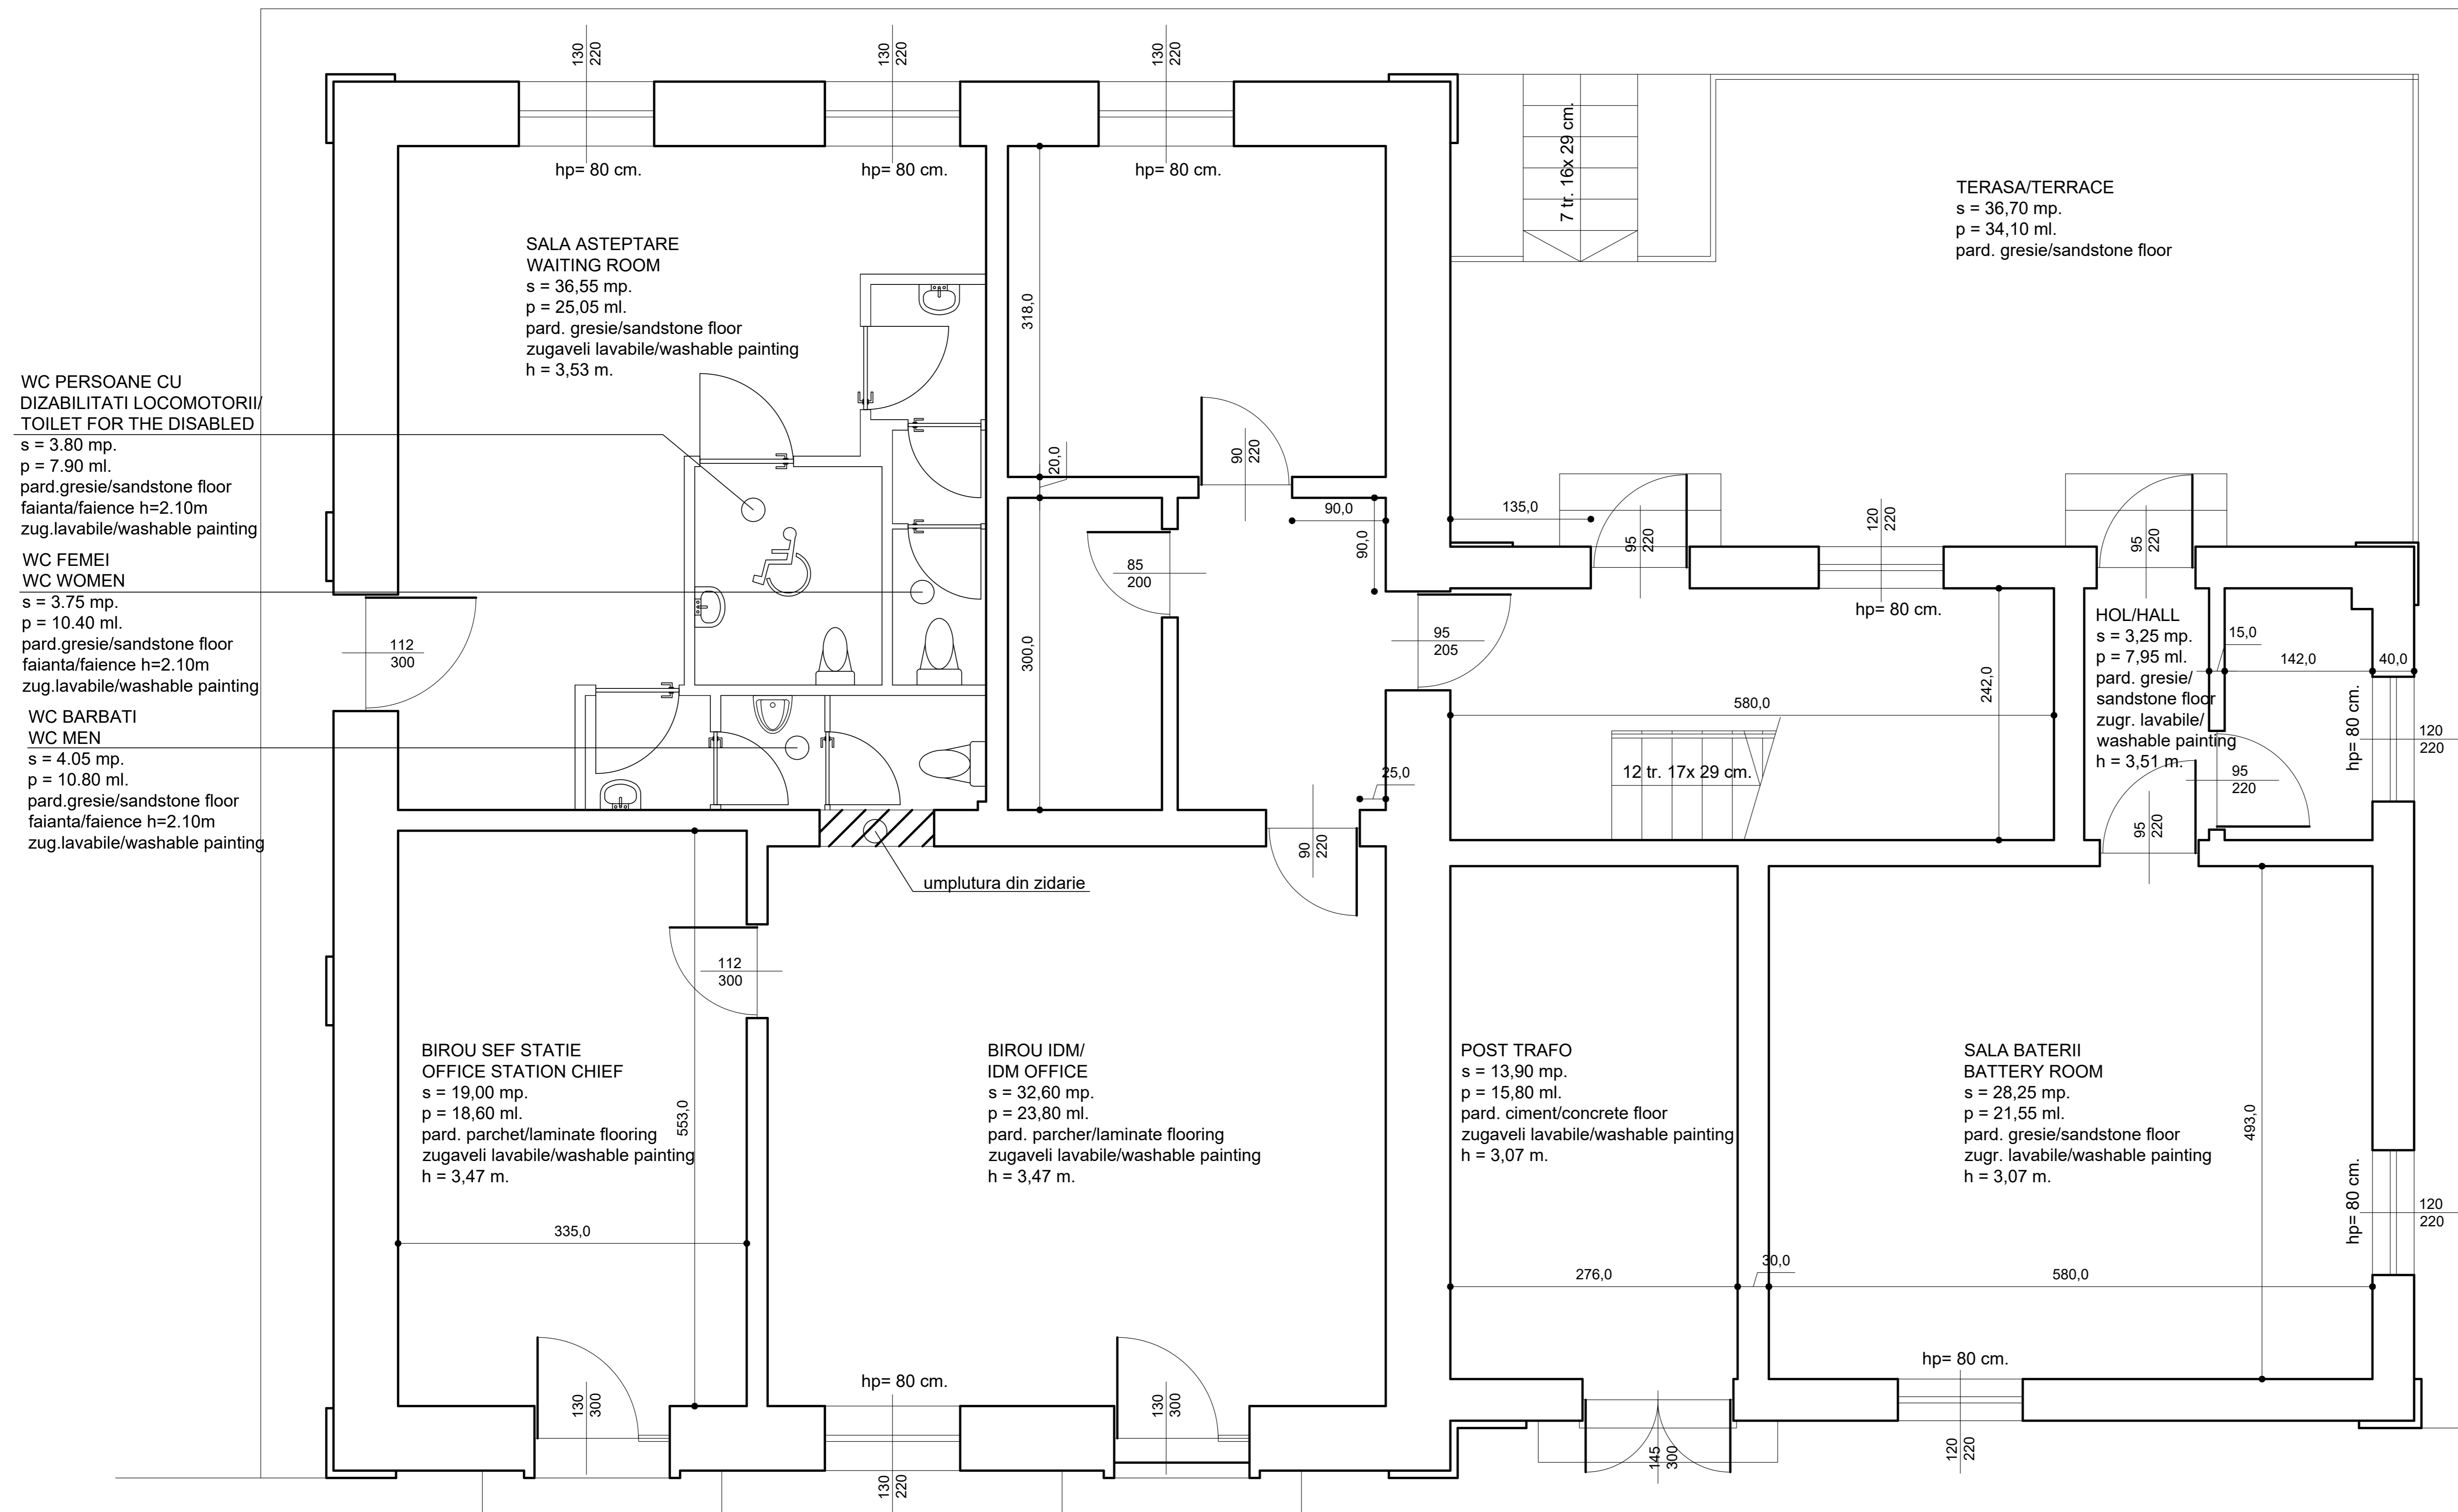 130
220
130
220
130
220
hp= 80 cm.
hp= 80 cm.
hp= 80 cm.
7 tr. 16x 29 cm.
TERASA/TERRACE
s = 36,70 mp.
p = 34,10 ml.
pard. gresie/sandstone floor
SALA ASTEPTARE
WAITING ROOM
s = 36,55 mp.
p = 25,05 ml.
pard. gresie/sandstone floor
zugaveli lavabile/washable painting
h = 3,53 m.
318,0
WC PERSOANE CU
DIZABILITATI LOCOMOTORII/
TOILET FOR THE DISABLED
s = 3.80 mp.
p = 7.90 ml.
pard.gresie/sandstone floor
faianta/faience h=2.10m
zug.lavabile/washable painting
WC FEMEI
WC WOMEN
s = 3.75 mp.
p = 10.40 ml.
pard.gresie/sandstone floor
faianta/faience h=2.10m
zug.lavabile/washable painting
WC BARBATI
WC MEN
s = 4.05 mp.
p = 10.80 ml.
pard.gresie/sandstone floor
faianta/faience h=2.10m
zug.lavabile/washable painting
20,0
90
220
90,0
90,0
135,0
95
220
120
220
95
220
85
200
hp= 80 cm.
112
300
300,0
95
205
242,0
580,0
HOL/HALL
s = 3,25 mp.
p = 7,95 ml.
pard. gresie/
sandstone floor
zugr. lavabile/
washable painting
h = 3,51 m.
15,0
142,0
40,0
hp= 80 cm.
120
220
95
220
95
220
12 tr. 17x 29 cm.
25,0
90
220
umplutura din zidarie
112
300
BIROU SEF STATIE
OFFICE STATION CHIEF
s = 19,00 mp.
p = 18,60 ml.
pard. parchet/laminate flooring
zugaveli lavabile/washable painting
h = 3,47 m.
553,0
335,0
BIROU IDM/
IDM OFFICE
s = 32,60 mp.
p = 23,80 ml.
pard. parcher/laminate flooring
zugaveli lavabile/washable painting
h = 3,47 m.
POST TRAFO
s = 13,90 mp.
p = 15,80 ml.
pard. ciment/concrete floor
zugaveli lavabile/washable painting
h = 3,07 m.
SALA BATERII
BATTERY ROOM
s = 28,25 mp.
p = 21,55 ml.
pard. gresie/sandstone floor
zugr. lavabile/washable painting
h = 3,07 m.
493,0
hp= 80 cm.
120
220
276,0
30,0
580,0
hp= 80 cm.
hp= 80 cm.
130
300
130
220
130
300
145
300
120
220